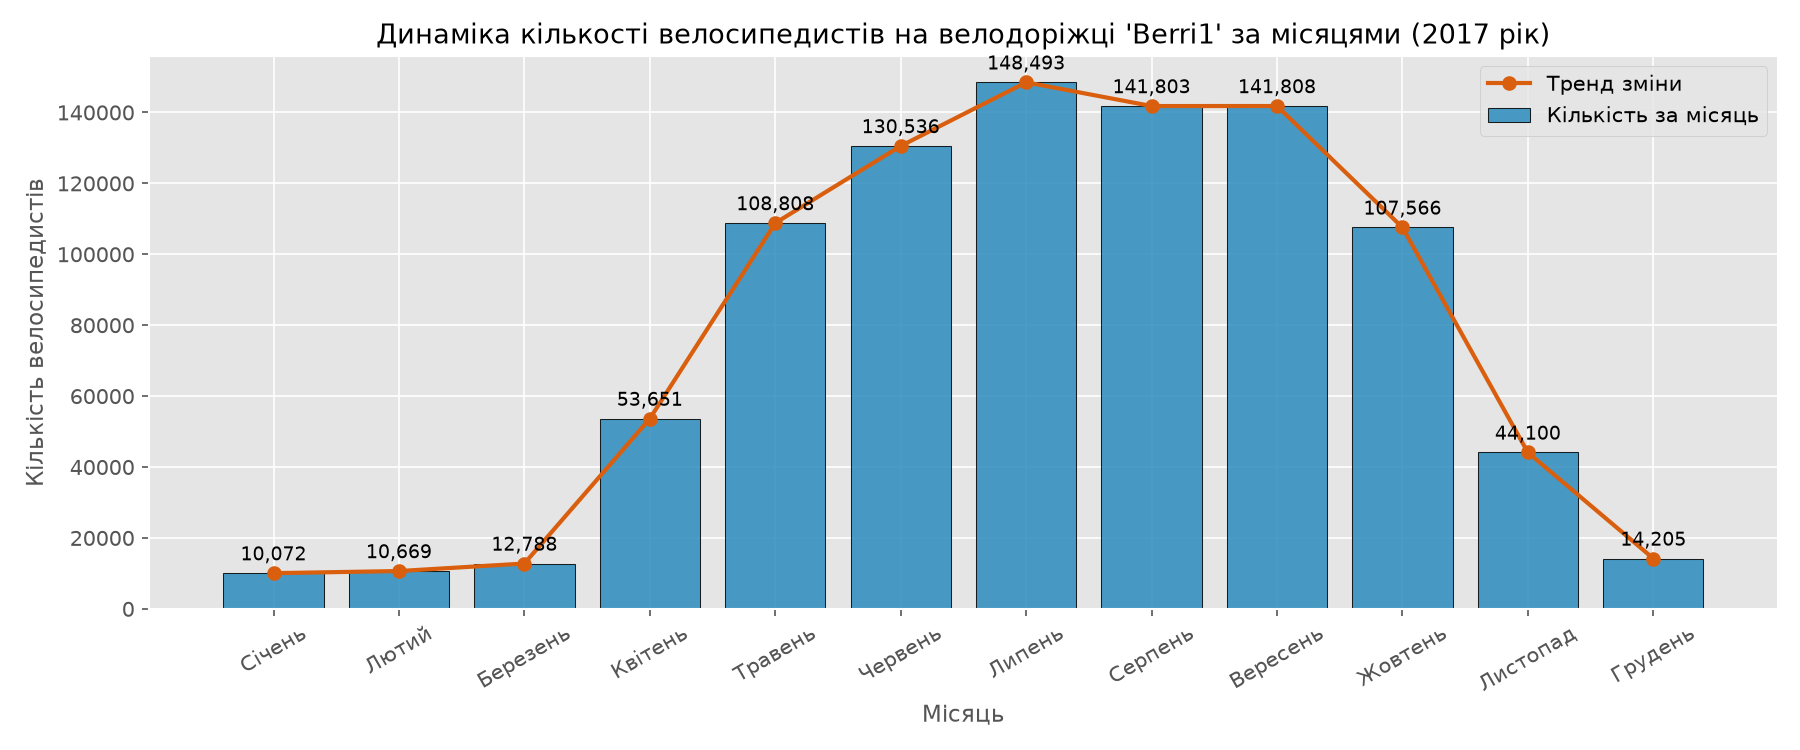 Динаміка кількості велосипедистів на велодоріжці 'Berri1' за місяцями (2017 рік)
Тренд зміни
Кількість за місяць
Кількість велосипедистів
140000
120000
100000
80000
60000
40000
20000
0
10,072
10,669
12,788
53,651
108,808
130,536
148,493
141,803
141,808
107,566
44,100
14,205
Січень
Лютий
Березень
Квітень
Травень
Червень
Липень
Серпень
Вересень
Жовтень
Листопад
Грудень
Місяць